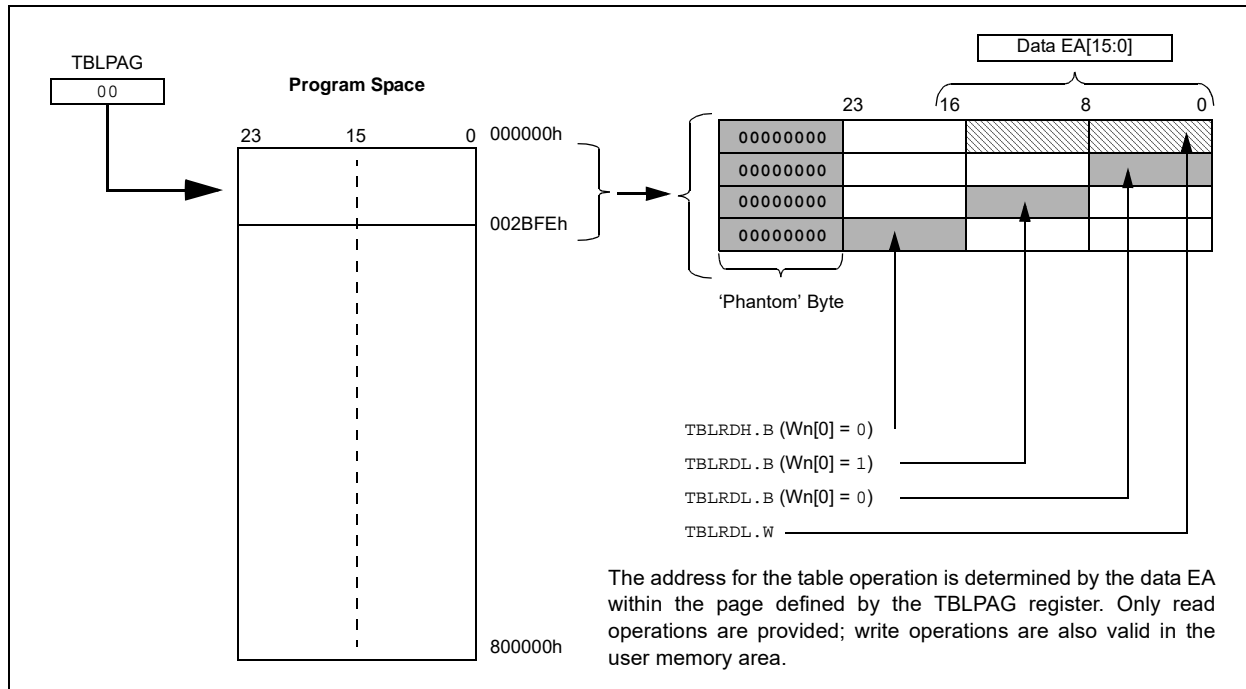 TBLPAG
00
Program Space
23 15 0
000000h
002BFEh
800000h
Data EA[15:0]
23 16 8 0
00000000
00000000
00000000
00000000
‘Phantom’ Byte
TBLRDH.B (Wn[0] = 0)
TBLRDL.B (Wn[0] = 1)
TBLRDL.B (Wn[0] = 0)
TBLRDL.W
The address for the table operation is determined by the data EA
within the page defined by the TBLPAG register. Only read
operations are provided; write operations are also valid in the
user memory area.